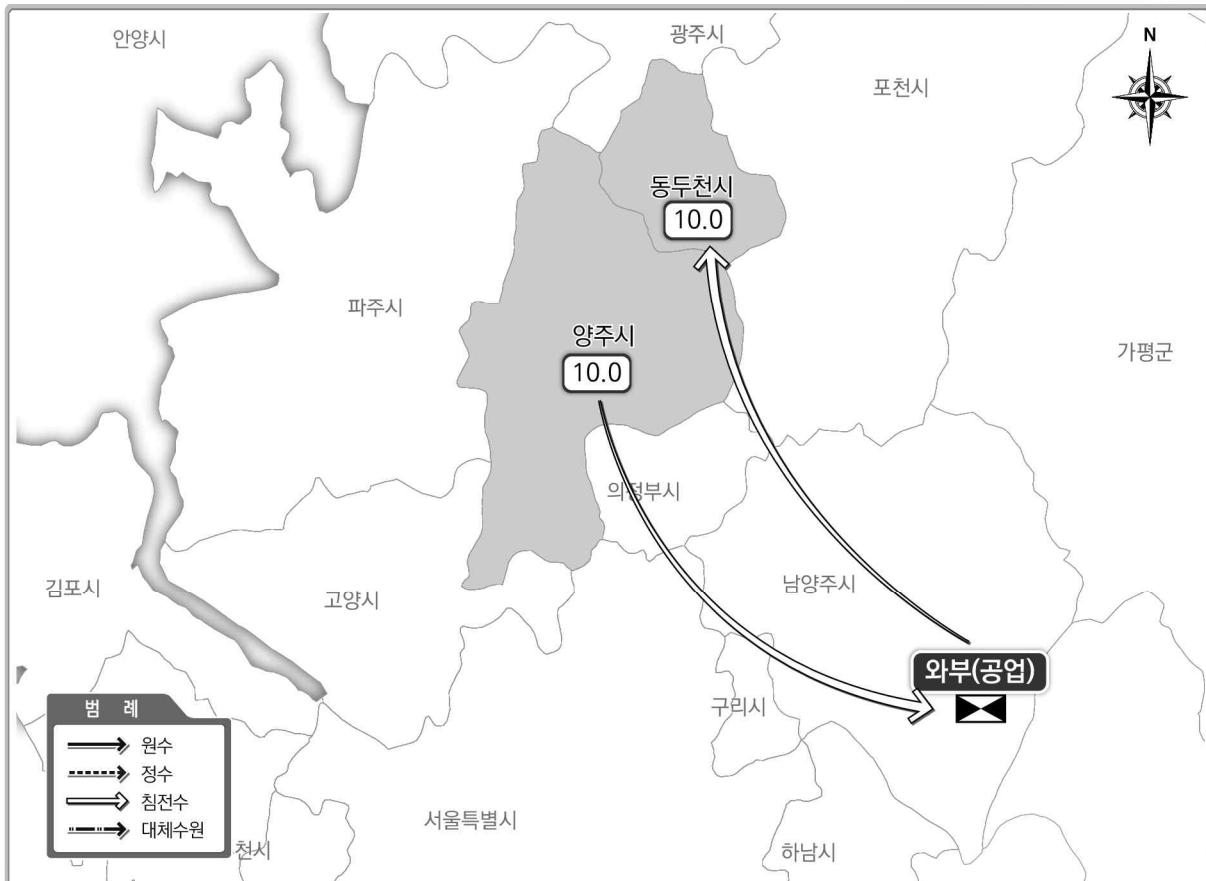 안양시
광주시
N
포천시
동두천시
10.0
파주시
양주시
10.0
가평군
의정부시
김포시
고양시
남양주시
와부(공업)
구리시
범 례
원수
정수
침전수
대체수원
서울특별시
천시
하남시